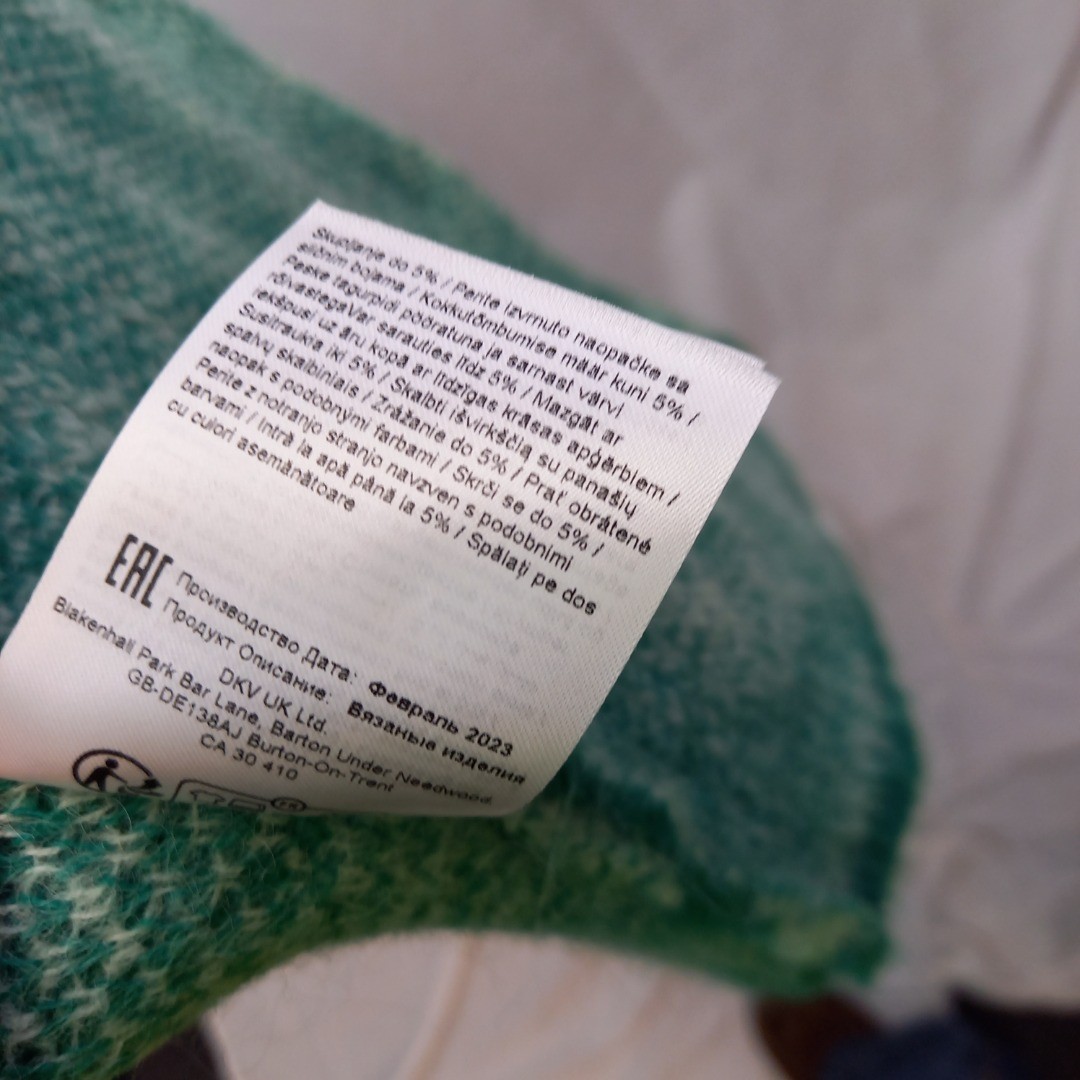 Skupljanje do 5% / Perite izvrnuto naopačke sa
sličnim bojama / Kokkutõmbumise määr kuni 5% /
Peske tagurpidi pööratuna ja sarnast värvi
rõivastegaVar sarauties līdz 5% / Mazgāt ar
iekšpusi uz āru kopā ar līdzīgas krāsas apģērbiem /
Susitraukia iki 5% / Skalbti išvirkščią su panašių
spalvų skalbiniais / Zrážanie do 5% / Prať obrátené
naopak s podobnými farbami / Skrči se do 5% /
Perite z notranjo stranjo navzven s podobnimi
barvami / Intră la apă până la 5% / Spălați pe dos
cu culori asemănătoare
EAC Производство Дата: Февраль 2023
Продукт Описание: Вязаные изделия
DKV UK Ltd.
Blakenhall Park Bar Lane, Barton Under Needwood,
GB-DE138AJ Burton-On-Trent
CA 30 410
FR